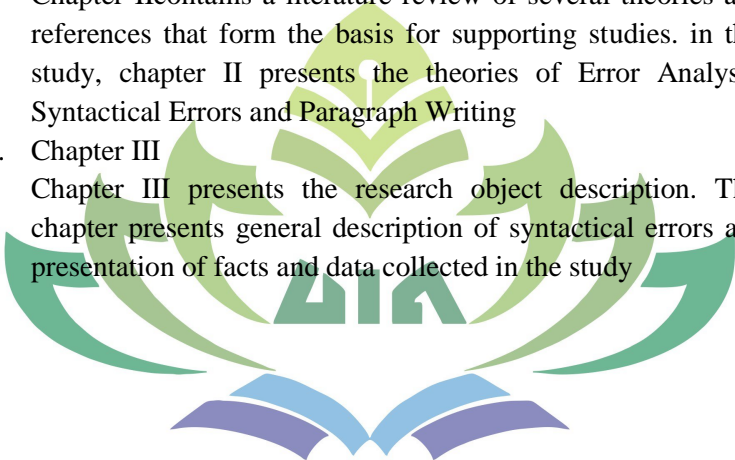 Chapter IIcontains a literature review of several theories a
references that form the basis for supporting studies. in th
study, chapter II presents the theories of Error Analys
Syntactical Errors and Paragraph Writing
. Chapter III
Chapter III presents the research object description. Th
chapter presents general description of syntactical errors a
presentation of facts and data collected in the study